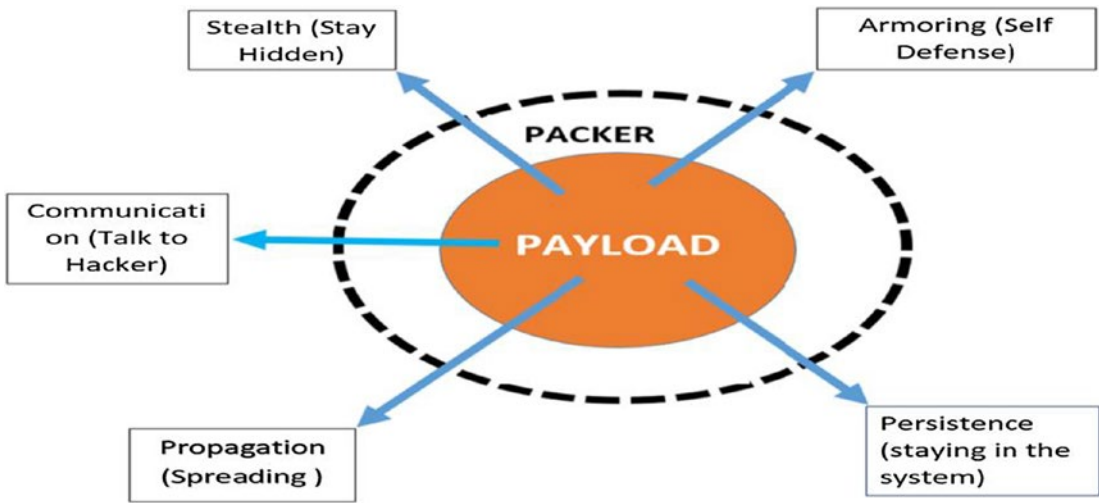 Stealth (Stay
Hidden)
Armoring (Self
Defense)
PACKER
Communicati
on (Talk to
Hacker)
PAYLOAD
Propagation
(Spreading )
Persistence
(staying in the
system)